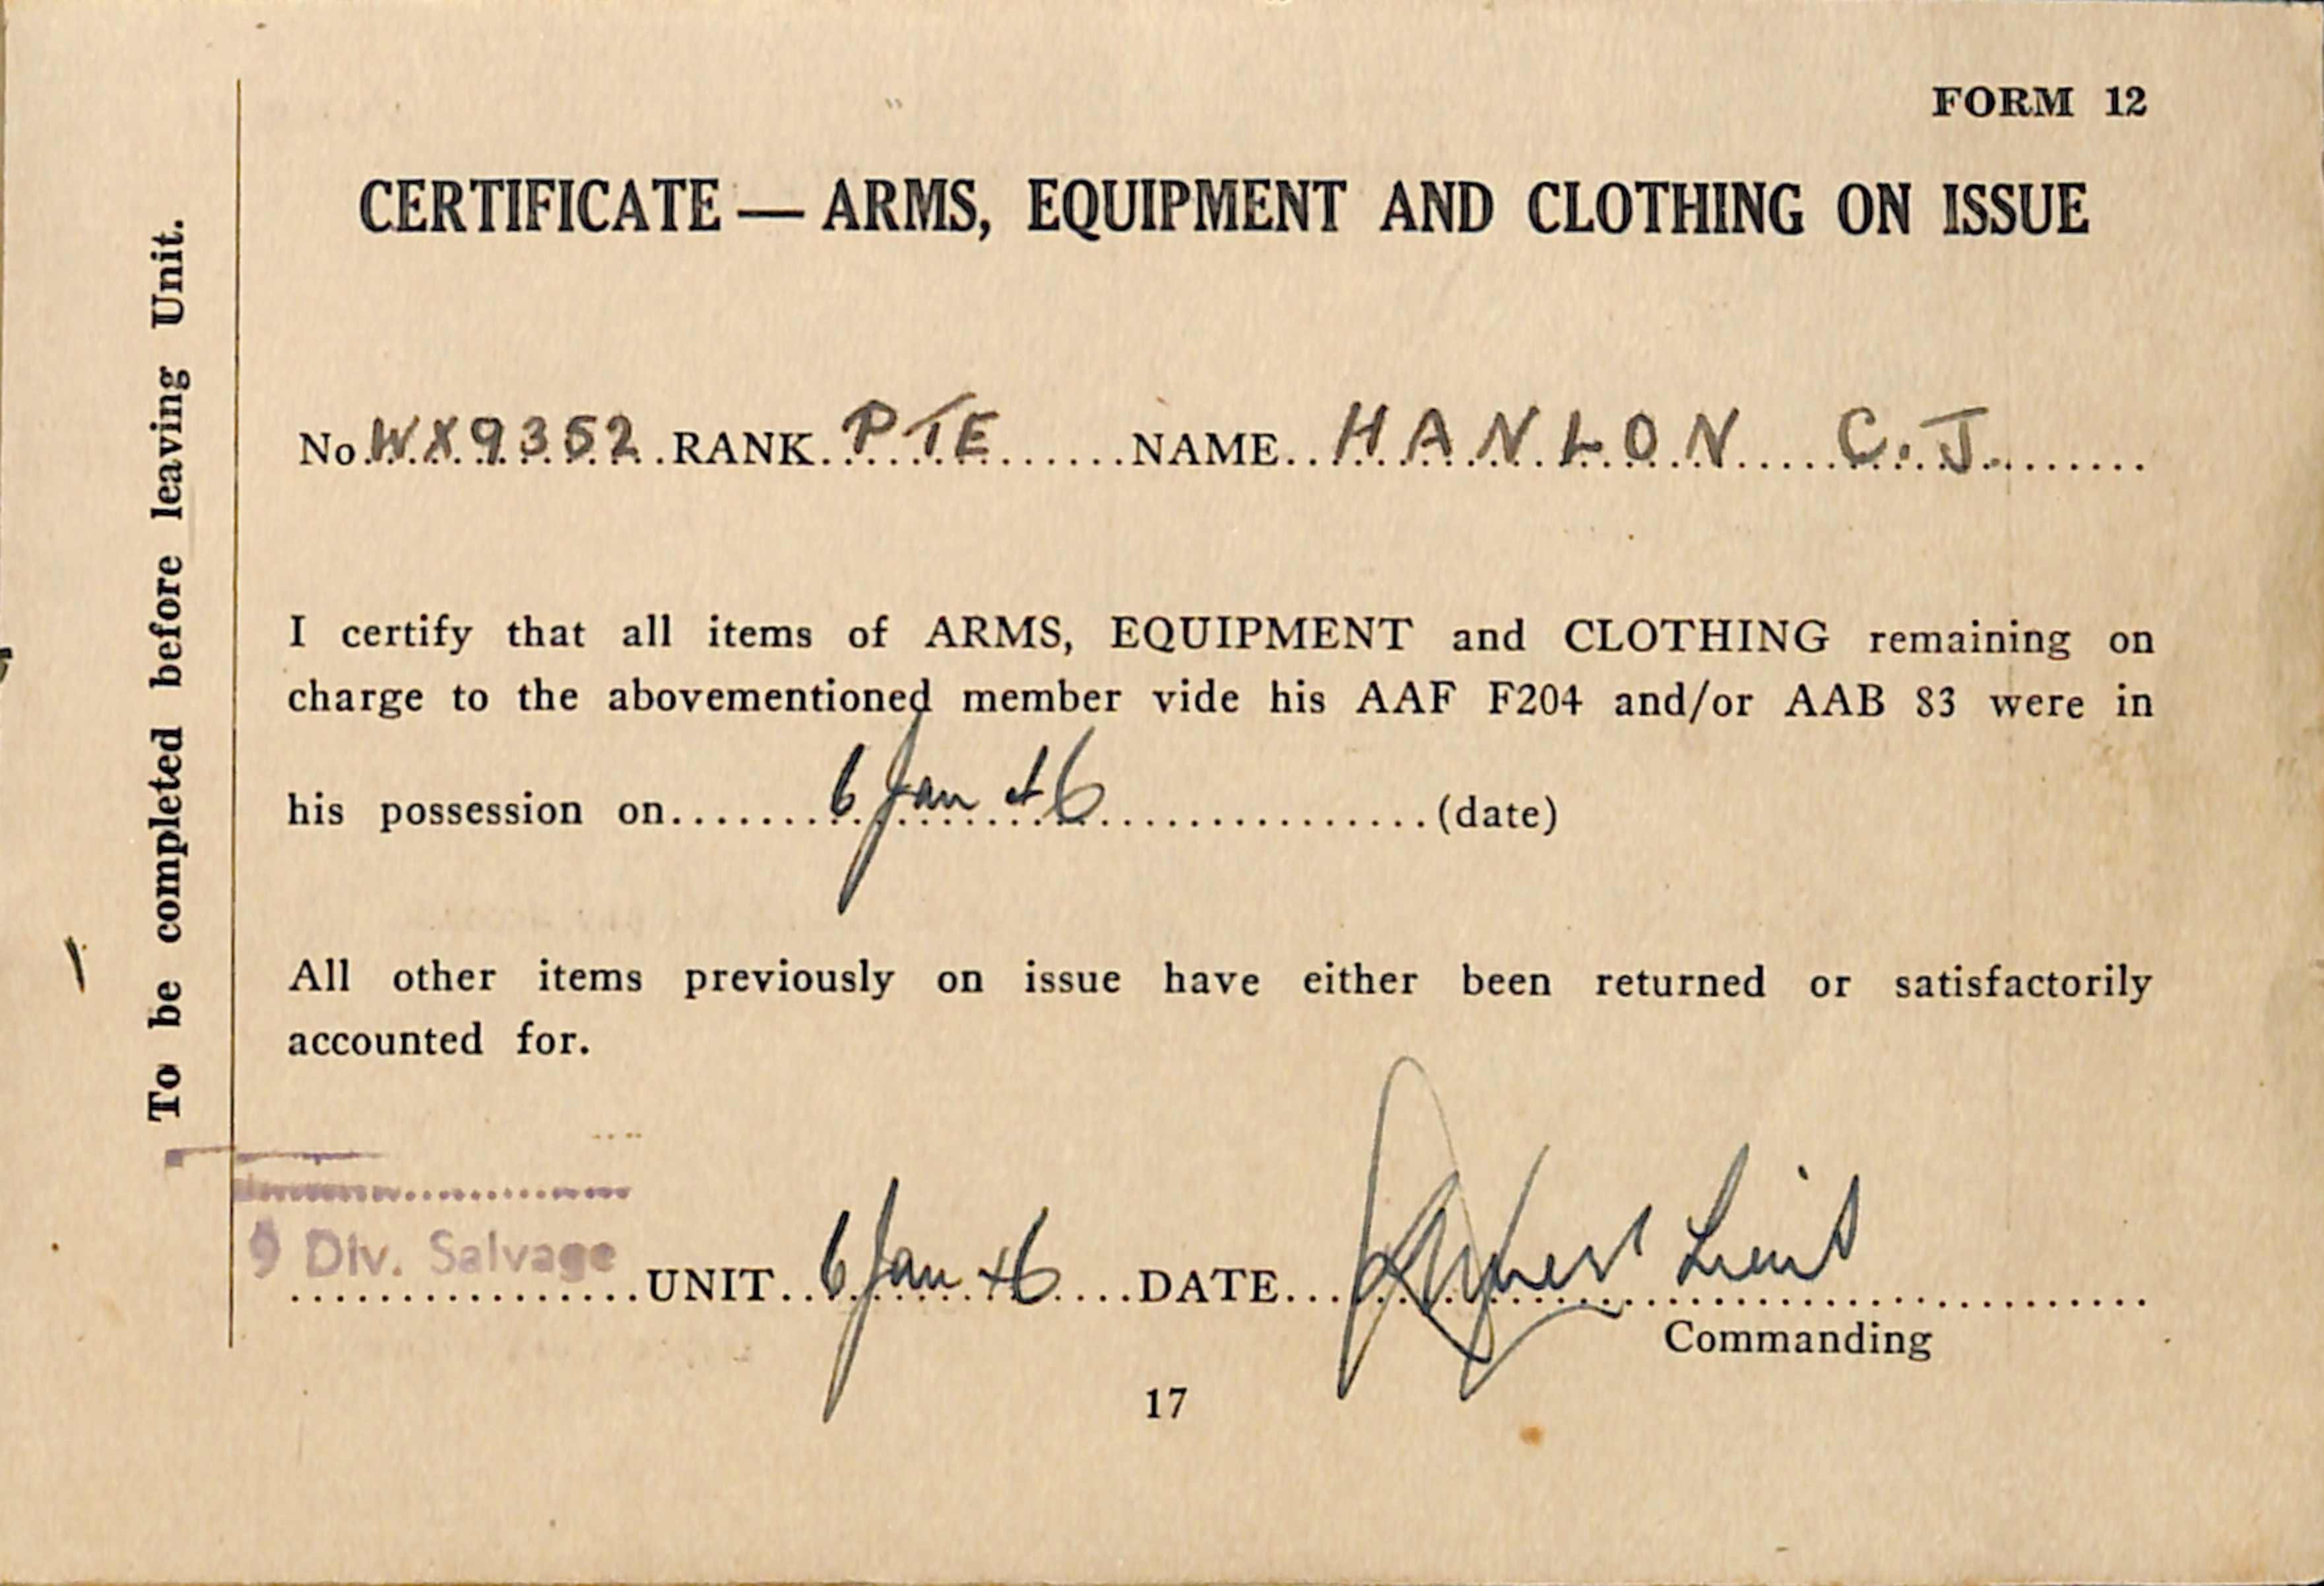 FORM 12
CERTIFICATE — ARMS, EQUIPMENT AND CLOTHING ON ISSUE
To be completed before leaving Unit.
No. WX9352 RANK PTE NAME HANLON C.J.
I certify that all items of ARMS, EQUIPMENT and CLOTHING remaining on
charge to the abovementioned member vide his AAF F204 and/or AAB 83 were in
his possession on 6 Jan 46 (date)
All other items previously on issue have either been returned or satisfactorily
accounted for.
9 Div. Salvage UNIT 6 Jan 46 DATE Lieut
Commanding
17